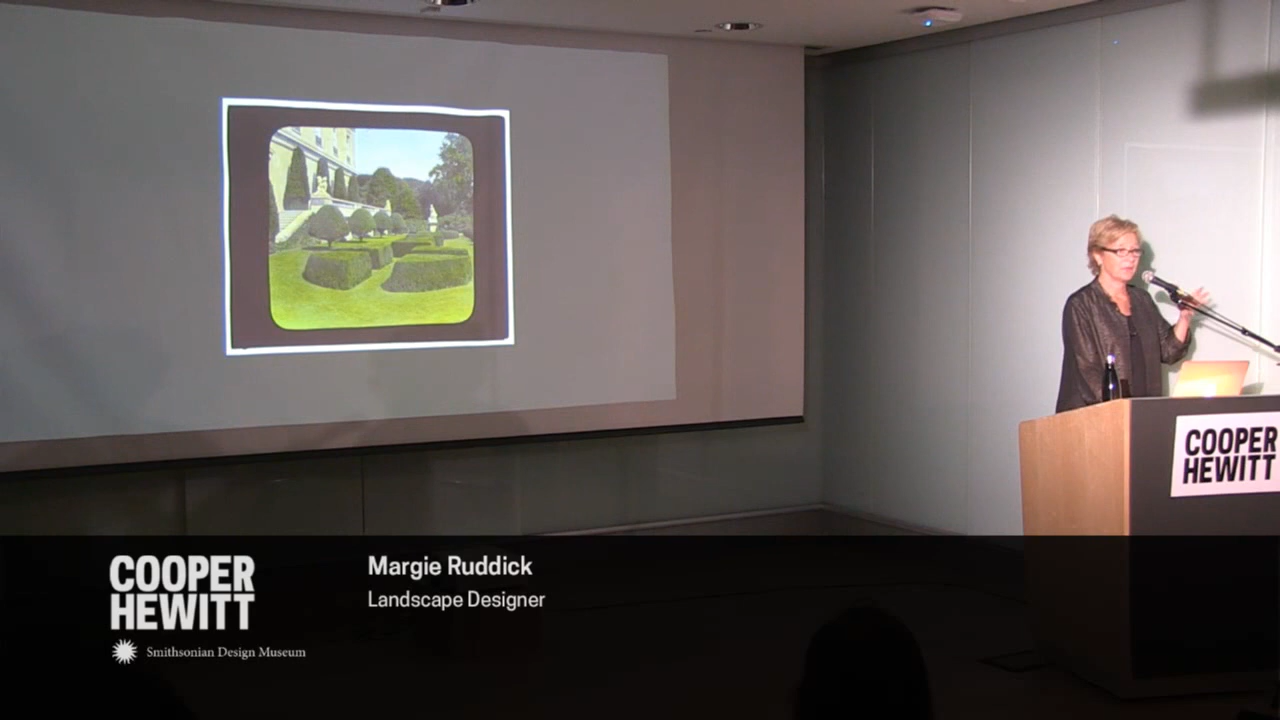 COOPER
HEWITT
COOPER
HEWITT
Smithsonian Design Museum
Margie Ruddick
Landscape Designer